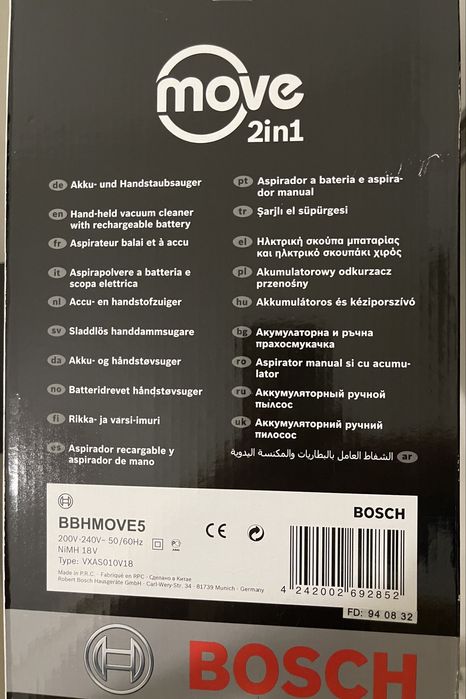 move
2in1
de Akku- und Handstaubsauger
en Hand-held vacuum cleaner
with rechargeable battery
fr Aspirateur balai et à accu
it Aspirapolvere a batteria e
scopa elettrica
nl Accu- en handstofzuiger
sv Sladdlös handdammsugare
da Akku- og håndstøvsuger
no Batteridrevet håndstøvsuger
fi Rikka- ja varsi-imuri
es Aspirador recargable y
aspirador de mano
pt Aspirador a bateria e aspira-
dor manual
tr Şarjlı el süpürgesi
el Ηλκτρική σκούπα μπαταρίας
και ηλκτρικό σκουπάκι χιρός
pl Akumulatorowy odkurzacz
przenośny
hu Akkumulátoros és kéziporszívó
bg Акумулаторна и ръчна
прахосмукачка
ro Aspirator manual si cu acumu-
lator
ru Аккумуляторный ручной
пылсос
uk Аккумуляторний ручний
пилосос
ar الشفاط العامل بالبطاريات والمكنسة اليدوية
BBHMOVE5
200V-240V~ 50/60Hz
NiMH 18V
Type: VXAS010V18
Made in P.R.C. · Fabriqué en RPC · Сделано в Китае
Robert Bosch Hausgeräte GmbH · Carl-Wery-Str. 34 · 81739 Munich · Germany
CE
BOSCH
4 242002 692852
FD: 94 08 32
BOSCH